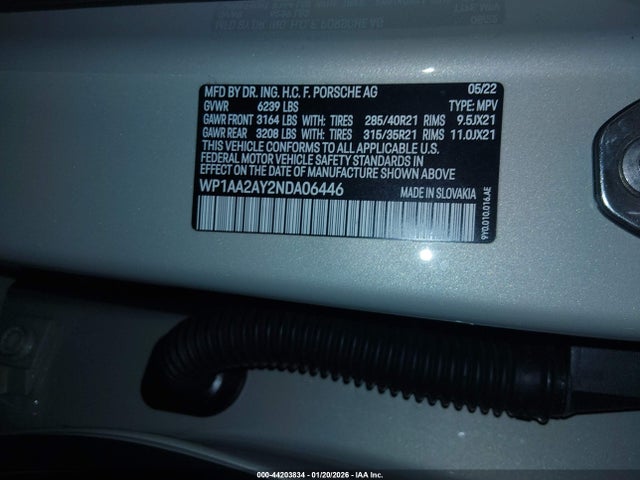 MFD BY DR. ING. H.C. F. PORSCHE AG 05/22
GVWR 6239 LBS TYPE: MPV
GAWR FRONT 3164 LBS WITH: TIRES 285/40R21 RIMS 9.5JX21
GAWR REAR 3208 LBS WITH: TIRES 315/35R21 RIMS 11.0JX21
THIS VEHICLE CONFORMS TO ALL APPLICABLE U.S.
FEDERAL MOTOR VEHICLE SAFETY STANDARDS IN
EFFECT ON THE DATE OF MANUFACTURE SHOWN ABOVE.
WP1AA2AY2NDA06446 MADE IN SLOVAKIA
9Y0.010.016.AE
000-44203834 | 01/20/2026 | IAA Inc.